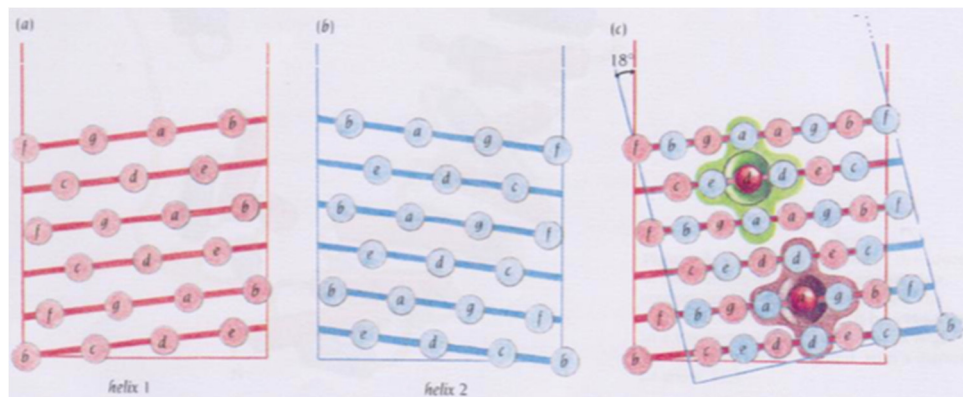 (a)
f g a b
c d e
f g a b
c d e
f g a b
b c d e
helix 1
(b)
b a g f
e d c
b a g f
e d c
b a g f
e d c b
helix 2
(c)
18°
f b g a a g b f
c e d e c
f b g a a g b f
c e d d e c
f b g a g b f
b c e d d e c b